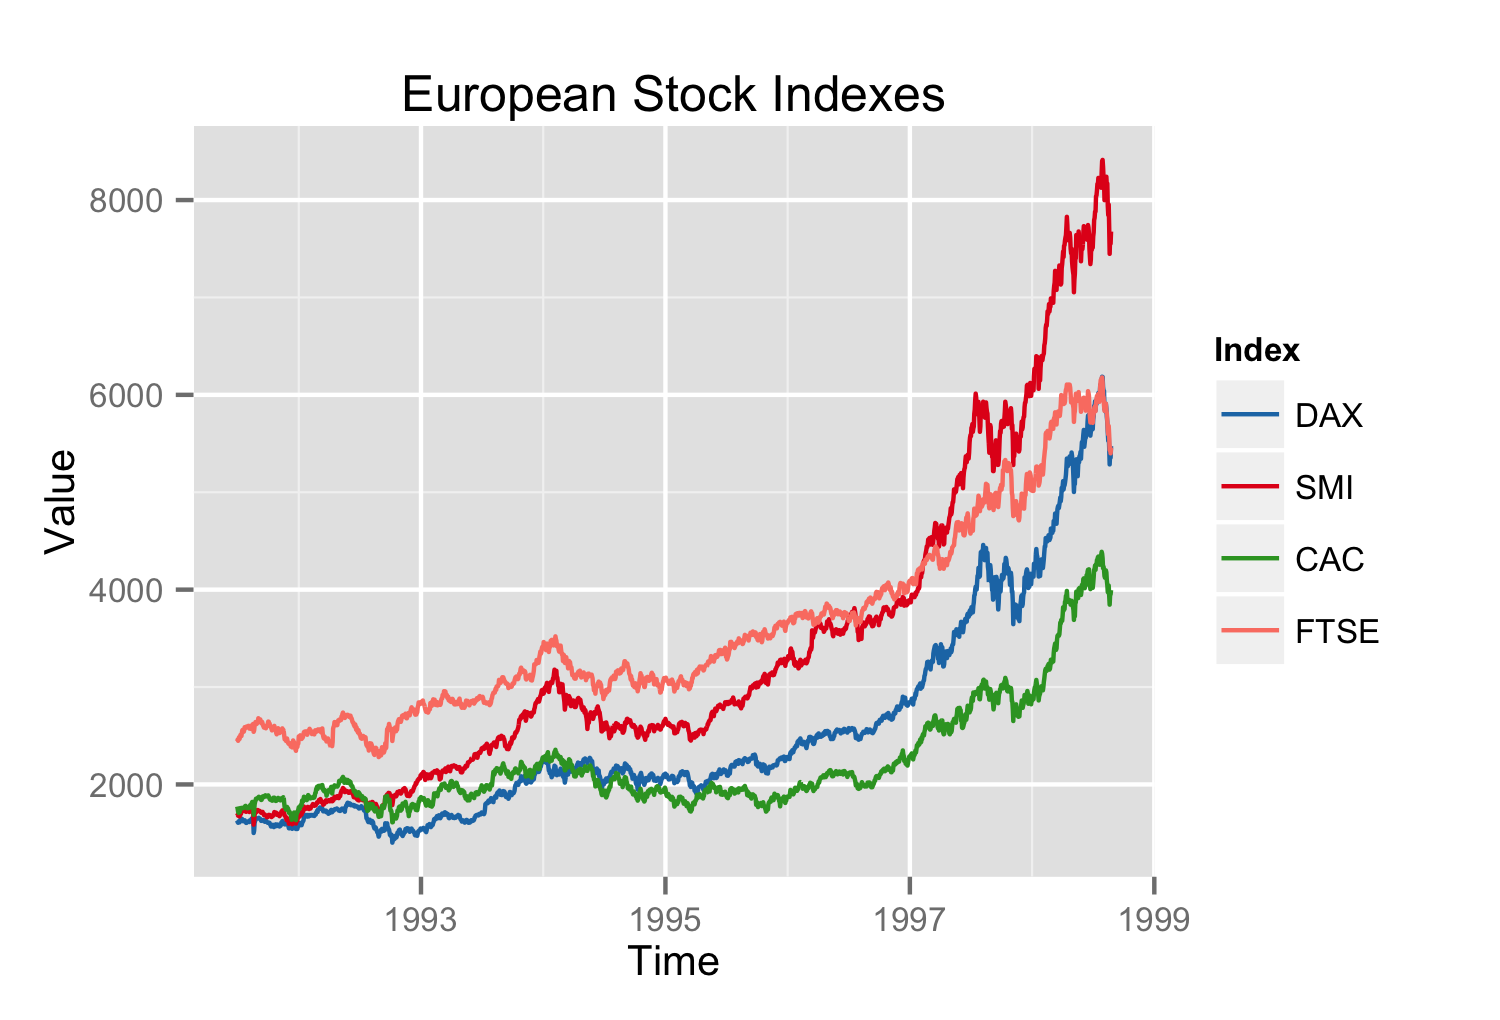 European Stock Indexes
Value
8000
6000
4000
2000
1993 1995 1997 1999
Time
Index
DAX
SMI
CAC
FTSE